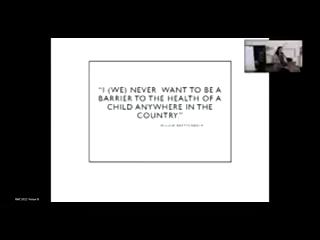 "I (WE) NEVER WANT TO BE A
BARRIER TO THE HEALTH OF A
CHILD ANYWHERE IN THE
COUNTRY."